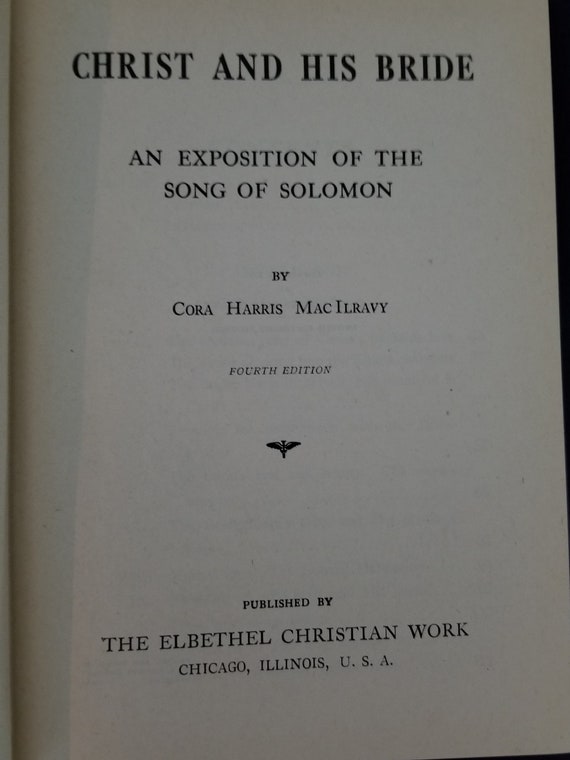 CHRIST AND HIS BRIDE
AN EXPOSITION OF THE
SONG OF SOLOMON
BY
CORA HARRIS MACILRAVY
FOURTH EDITION
PUBLISHED BY
THE ELBETHEL CHRISTIAN WORK
CHICAGO, ILLINOIS, U. S. A.